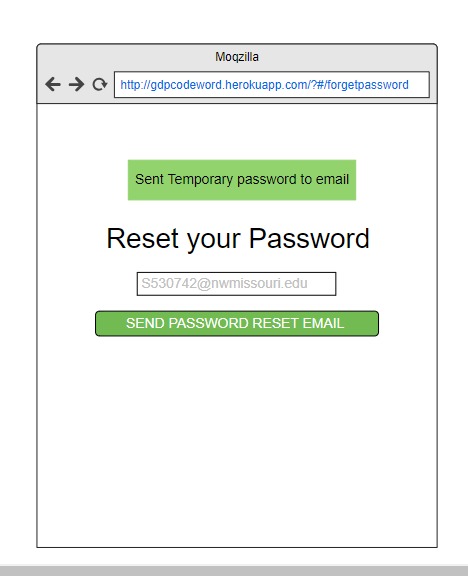 Moqzilla
http://gdpcodeword.herokuapp.com/?#/forgetpassword
Sent Temporary password to email
Reset your Password
S530742@nwmissouri.edu
SEND PASSWORD RESET EMAIL